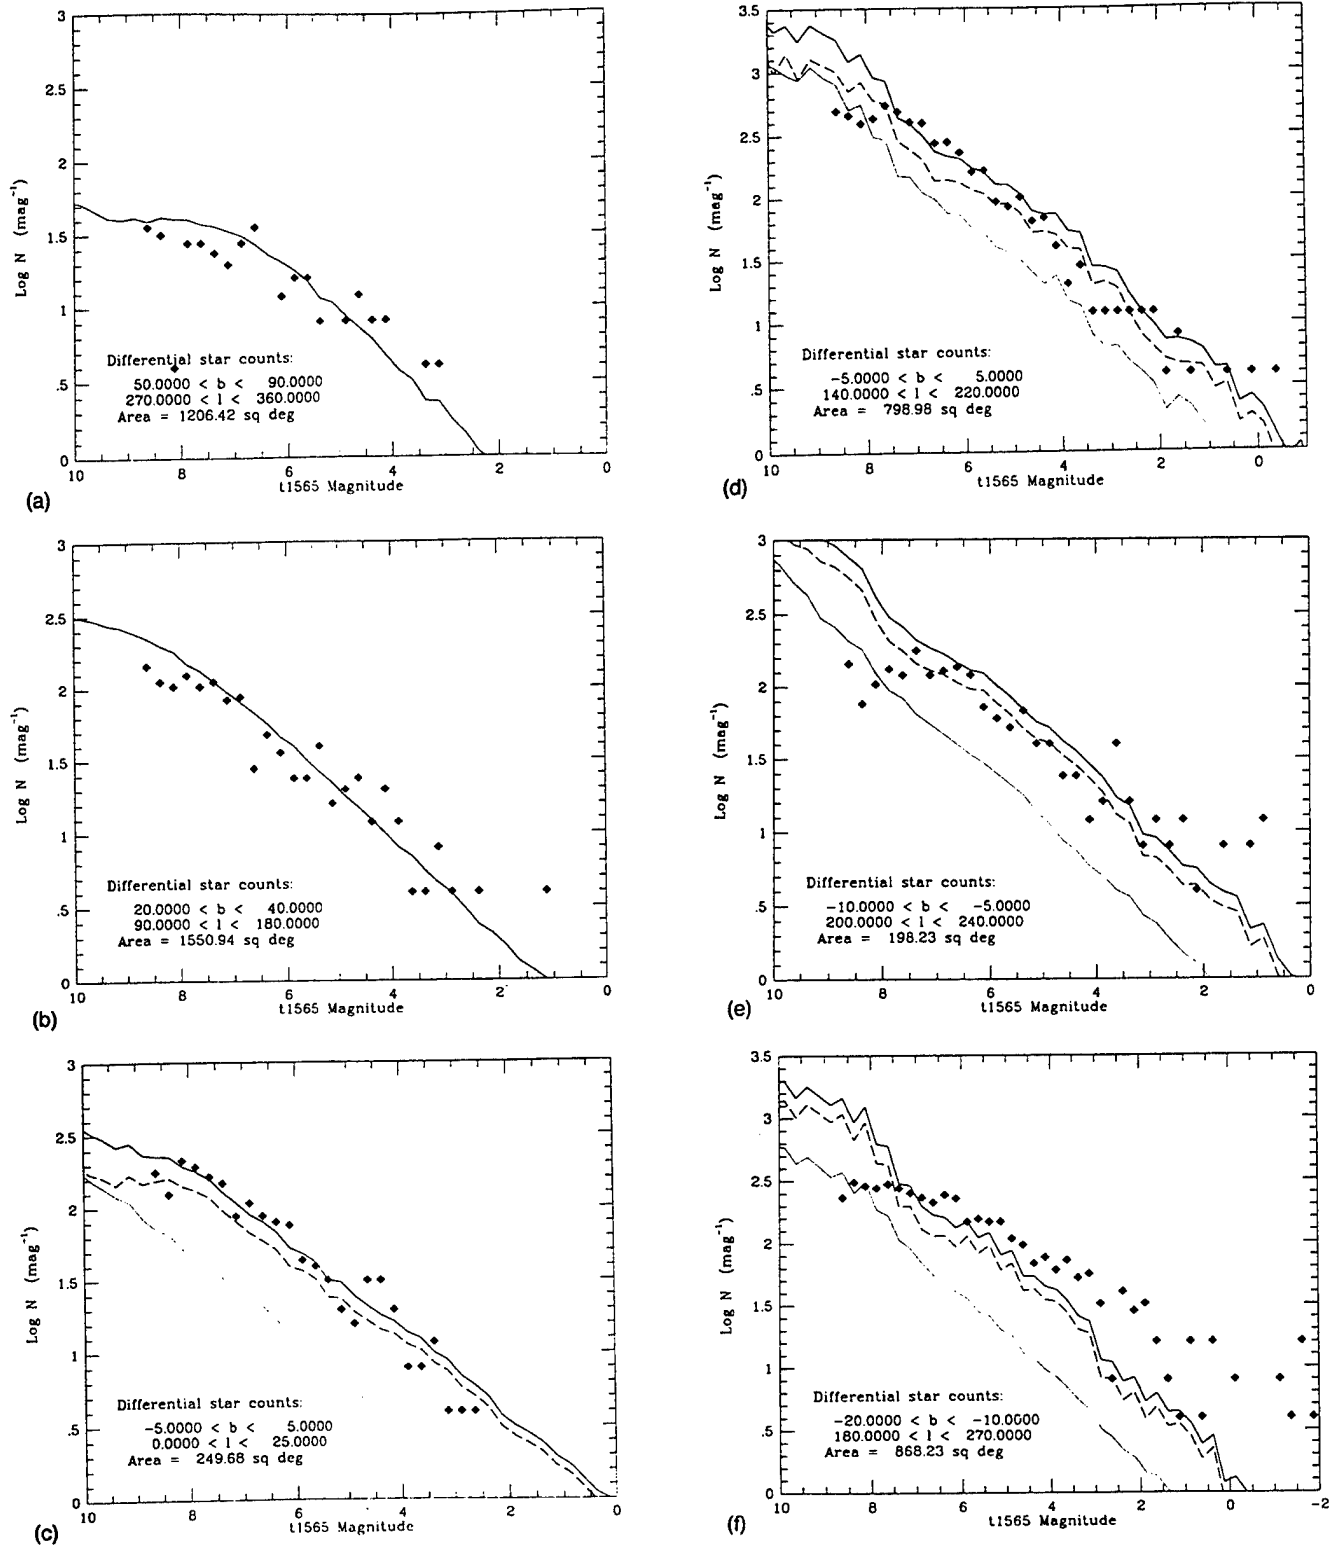 3
2.5
2
1.5
1
.5
0
10
8
6
4
2
0
Log N (mag⁻¹)
Differential star counts:
50.0000 < b < 90.0000
270.0000 < l < 360.0000
Area = 1206.42 sq deg
t1565 Magnitude
(a)
3.5
3
2.5
2
1.5
1
.5
0
10
8
6
4
2
0
Log N (mag⁻¹)
Differential star counts:
-5.0000 < b < 5.0000
140.0000 < l < 220.0000
Area = 798.98 sq deg
t1565 Magnitude
(d)
3
2.5
2
1.5
1
.5
0
10
8
6
4
2
0
Log N (mag⁻¹)
Differential star counts:
20.0000 < b < 40.0000
90.0000 < l < 180.0000
Area = 1550.94 sq deg
t1565 Magnitude
(b)
3
2.5
2
1.5
1
.5
0
10
8
6
4
2
0
Log N (mag⁻¹)
Differential star counts:
-10.0000 < b < -5.0000
200.0000 < l < 240.0000
Area = 198.23 sq deg
t1565 Magnitude
(e)
3
2.5
2
1.5
1
.5
0
10
8
6
4
2
0
Log N (mag⁻¹)
Differential star counts:
-5.0000 < b < 5.0000
0.0000 < l < 25.0000
Area = 249.68 sq deg
t1565 Magnitude
(c)
3.5
3
2.5
2
1.5
1
.5
0
10
8
6
4
2
0
-2
Log N (mag⁻¹)
Differential star counts:
-20.0000 < b < -10.0000
180.0000 < l < 270.0000
Area = 868.23 sq deg
t1565 Magnitude
(f)